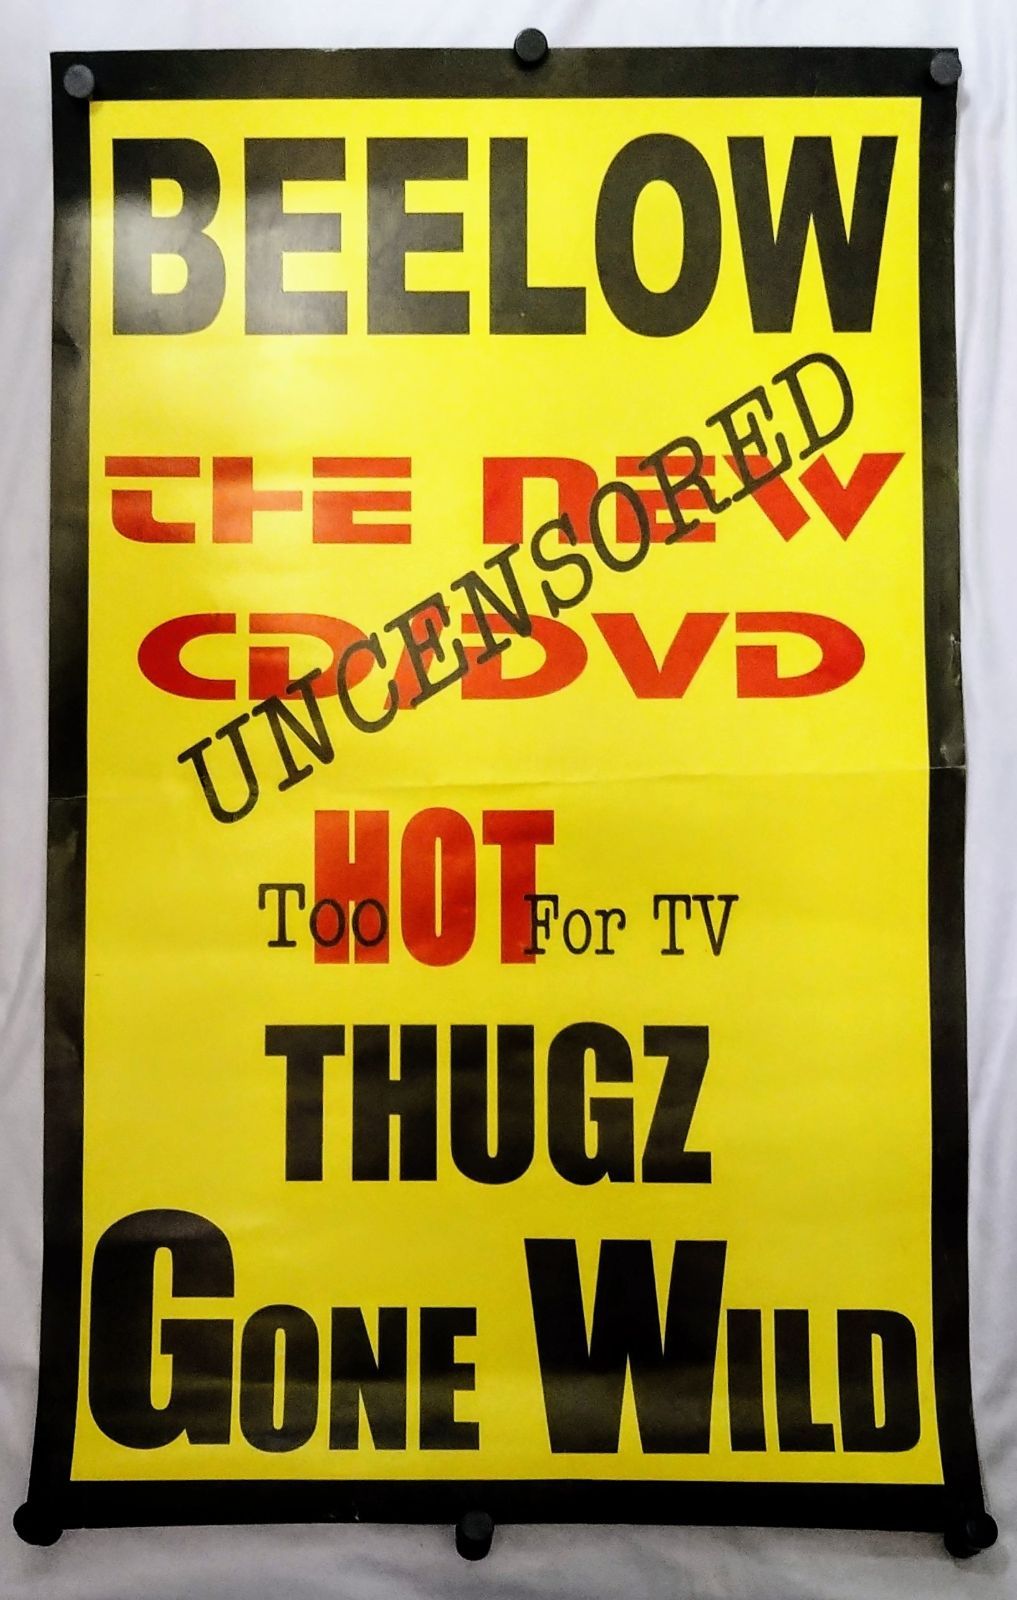 BEELOW
THE NEW
CD/DVD
UNCENSORED
Too HOT For TV
THUGZ
GONE WILD